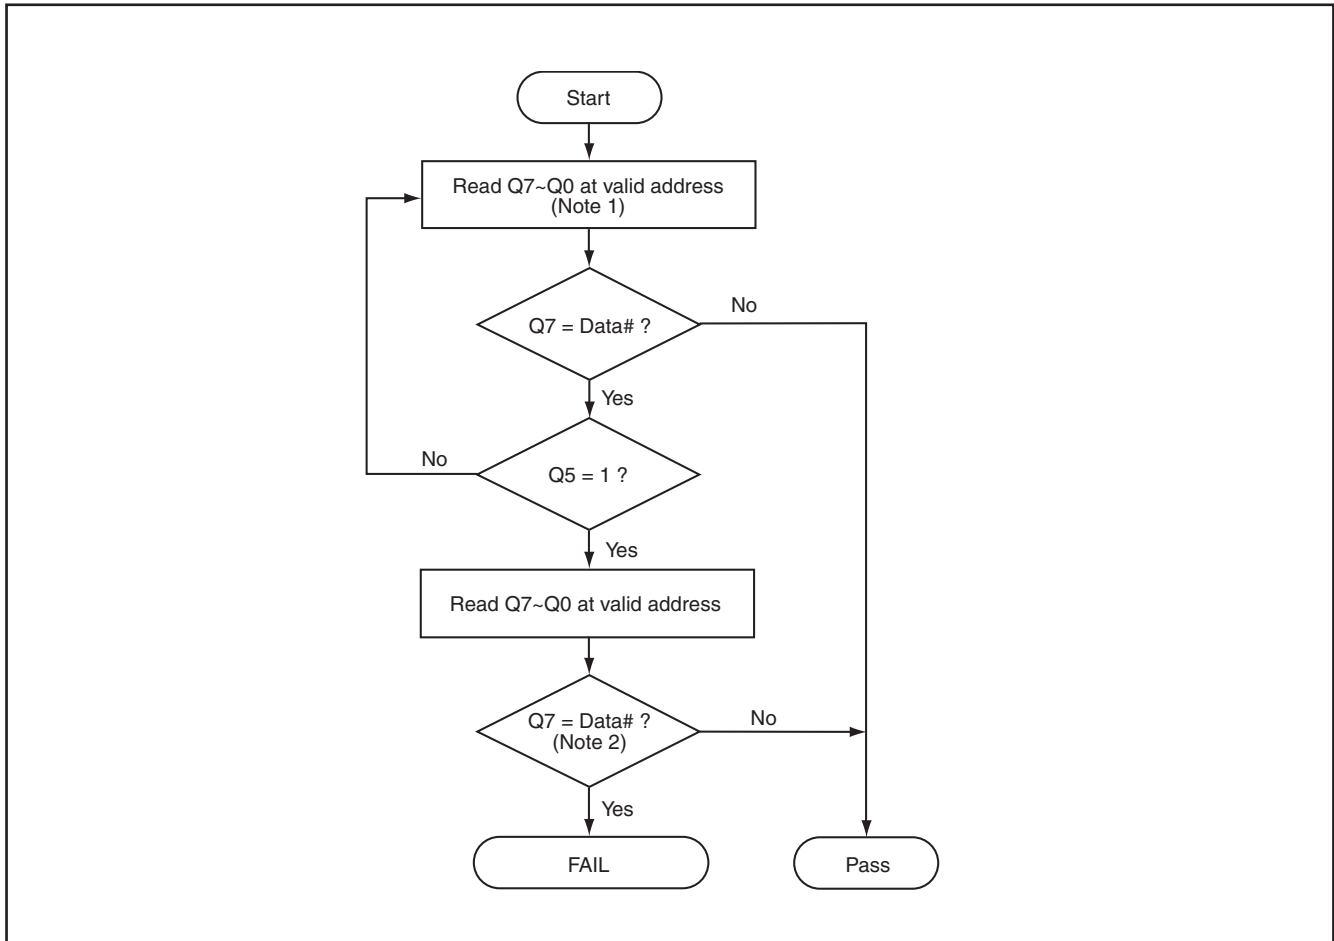 Start
Read Q7~Q0 at valid address
(Note 1)
Q7 = Data# ?
No
Yes
Q5 = 1 ?
No
Yes
Read Q7~Q0 at valid address
Q7 = Data# ?
(Note 2)
No
Yes
FAIL
Pass